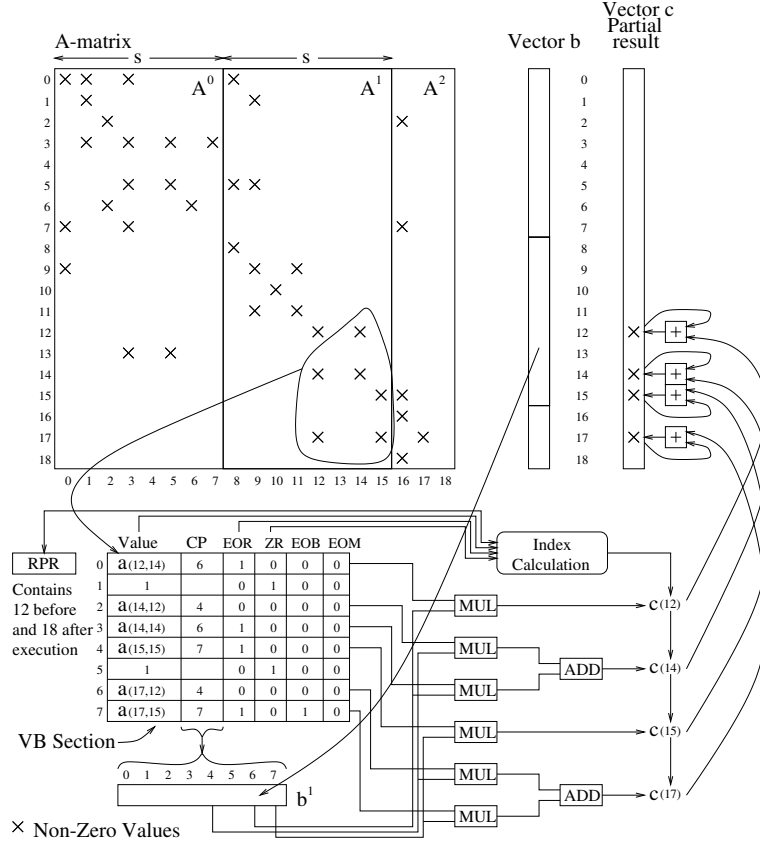 Vector c
Partial
result
A-matrix
Vector b
s s
A0 A1 A2
0 0
1 1
2 2
3 3
4 4
5 5
6 6
7 7
8 8
9 9
10 10
11 11
12 12 +
13 13
14 14 +
15 15 +
16 16
17 17 +
18 18
0 1 2 3 4 5 6 7 8 9 10 11 12 13 14 15 16 17 18
Value CP EOR ZR EOB EOM
RPR
Contains
12 before
and 18 after
execution
0 a(12,14) 6 1 0 0 0
1 1 0 1 0 0
2 a(14,12) 4 0 0 0 0
3 a(14,14) 6 1 0 0 0
4 a(15,15) 7 1 0 0 0
5 1 0 1 0 0
6 a(17,12) 4 0 0 0 0
7 a(17,15) 7 1 0 1 0
Index
Calculation
MUL c(12)
MUL
ADD c(14)
MUL
MUL c(15)
MUL
ADD c(17)
MUL
VB Section
0 1 2 3 4 5 6 7
b1
× Non-Zero Values